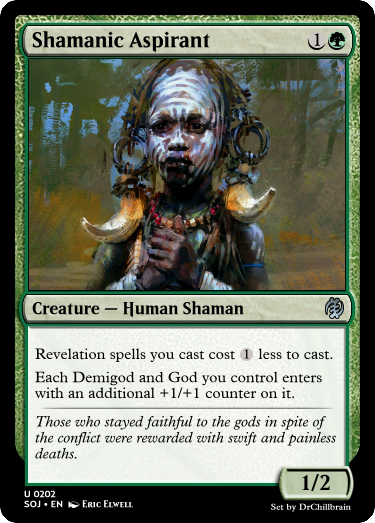 Shamanic Aspirant 1
Creature — Human Shaman
Revelation spells you cast cost 1 less to cast.
Each Demigod and God you control enters
with an additional +1/+1 counter on it.
Those who stayed faithful to the gods in spite of
the conflict were rewarded with swift and painless
deaths.
1/2
U 0202
SOJ • EN Eric Elwell
Set by DrChillbrain